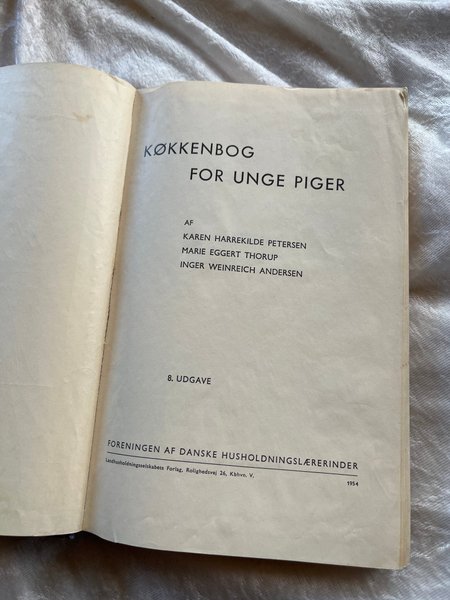 KØKKENBOG
FOR UNGE PIGER
AF
KAREN HARREKILDE PETERSEN
MARIE EGGERT THORUP
INGER WEINREICH ANDERSEN
8. UDGAVE
FORENINGEN AF DANSKE HUSHOLDNINGSLÆRERINDER
Landhusholdningsselskabets Forlag, Rolighedsvej 26, Kbhvn. V.
1954